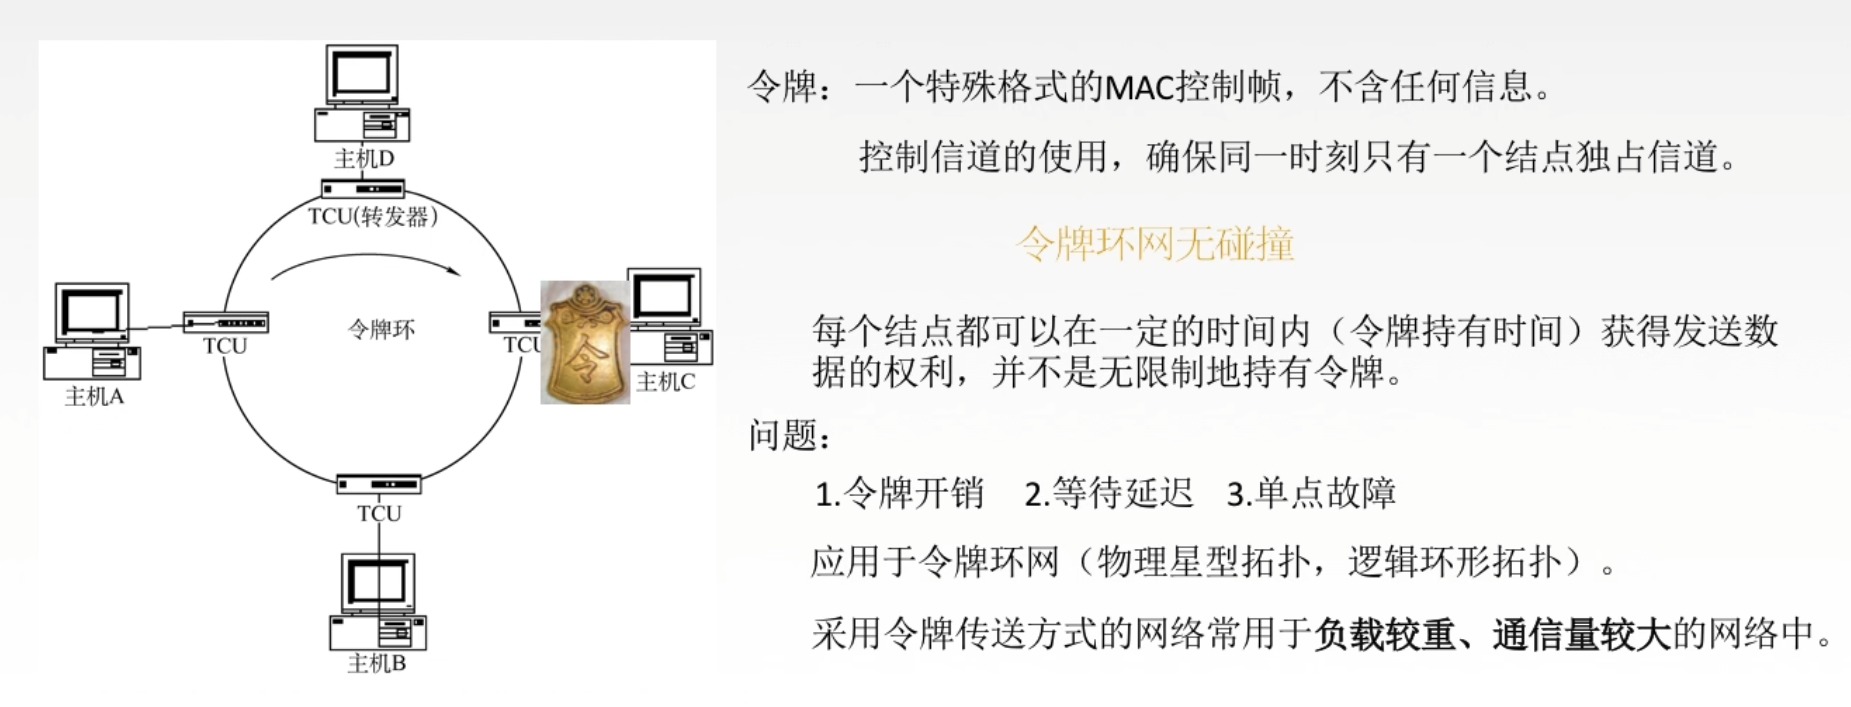 主机D
TCU(转发器)
令牌环
TCU
主机A
TCU
主机C
令
TCU
主机B
令牌：一个特殊格式的MAC控制帧，不含任何信息。
控制信道的使用，确保同一时刻只有一个结点独占信道。
令牌环网无碰撞
每个结点都可以在一定的时间内（令牌持有时间）获得发送数
据的权利，并不是无限制地持有令牌。
问题：
1.令牌开销 2.等待延迟 3.单点故障
应用于令牌环网（物理星型拓扑，逻辑环形拓扑）。
采用令牌传送方式的网络常用于负载较重、通信量较大的网络中。